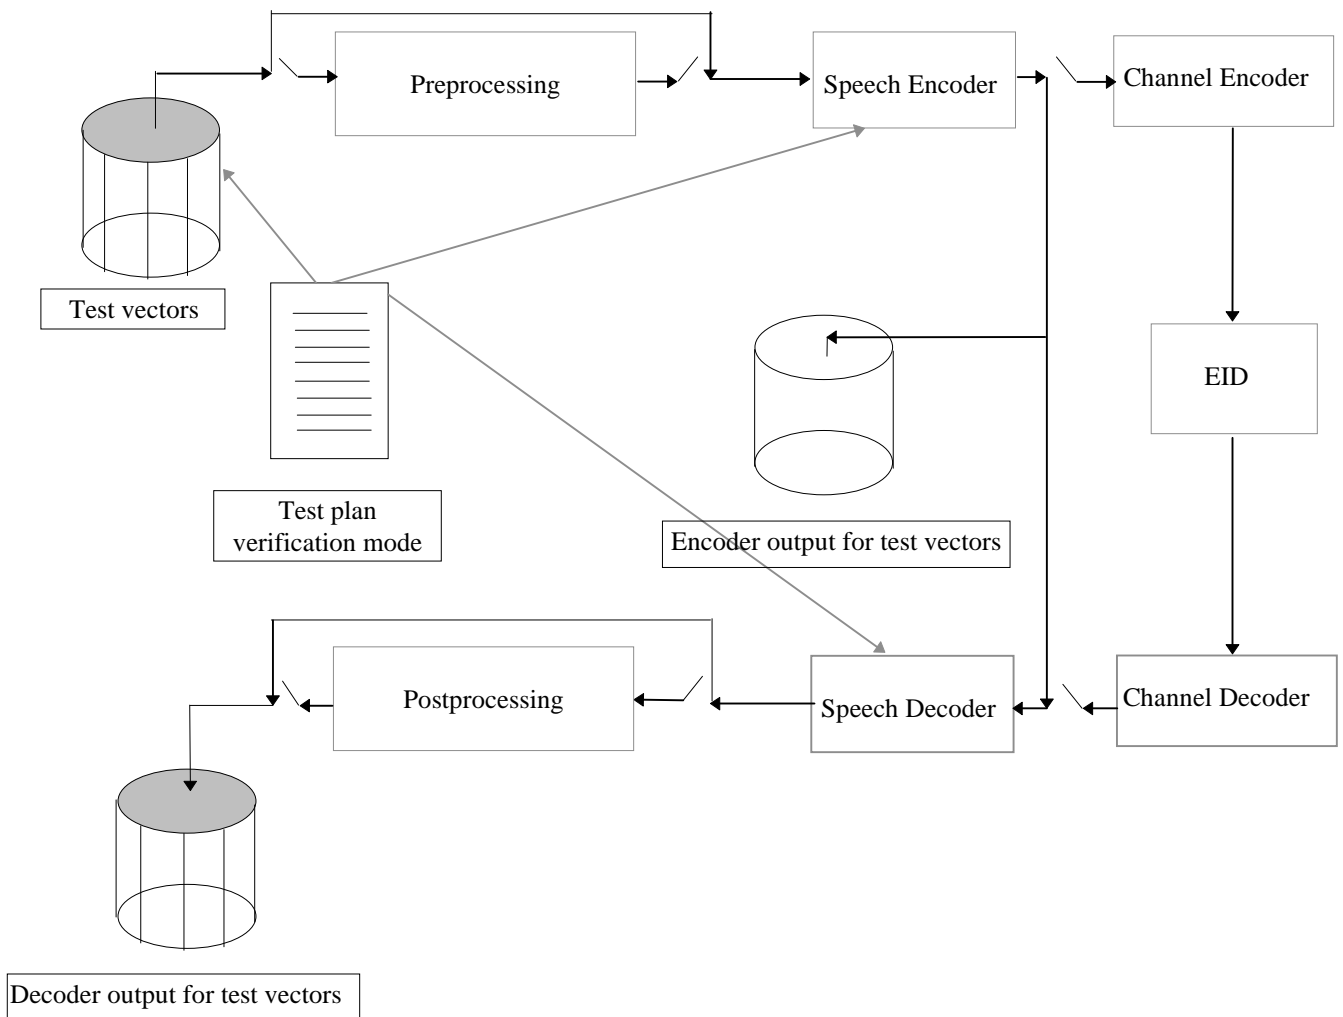 Preprocessing
Speech Encoder
Channel Encoder
Test vectors
EID
Test plan
verification mode
Encoder output for test vectors
Postprocessing
Speech Decoder
Channel Decoder
Decoder output for test vectors